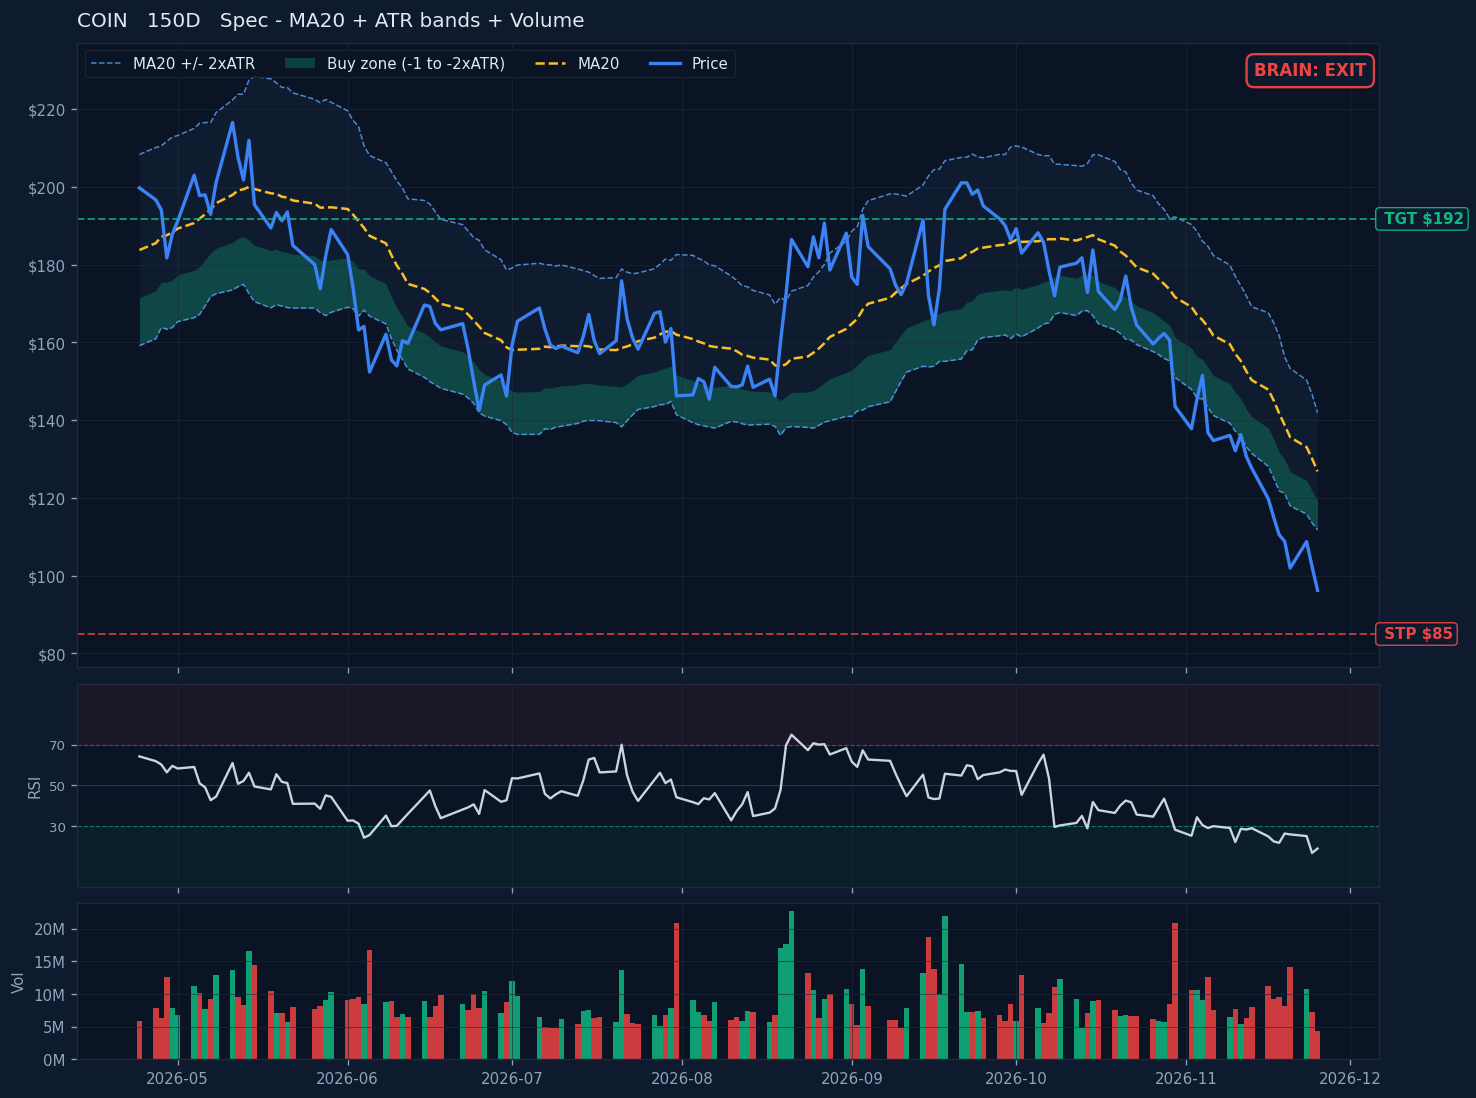 COIN   150D   Spec - MA20 + ATR bands + Volume
MA20 +/- 2xATR   Buy zone (-1 to -2xATR)   MA20   Price
BRAIN: EXIT
$220
$200
$180
$160
$140
$120
$100
$80
TGT $192
STP $85
RSI
70
50
30
Vol
20M
15M
10M
5M
0M
2026-05   2026-06   2026-07   2026-08   2026-09   2026-10   2026-11   2026-12